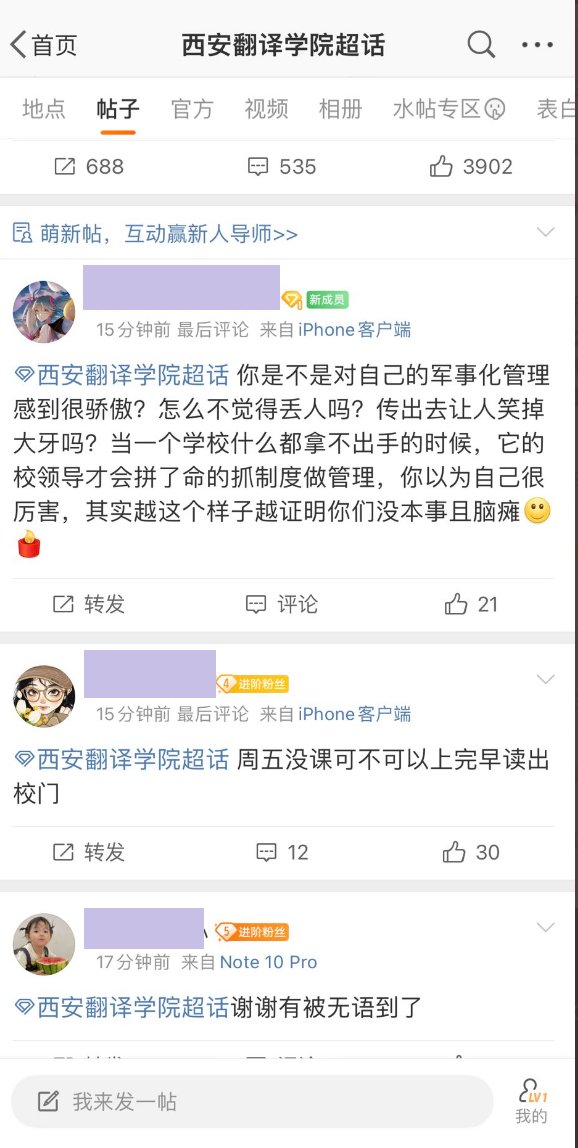 首页
西安翻译学院超话
地点 帖子 官方 视频 相册 水帖专区 表白
688 535 3902
萌新帖，互动赢新人导师>>
新成员
15分钟前 最后评论 来自 iPhone客户端
西安翻译学院超话 你是不是对自己的军事化管理
感到很骄傲？怎么不觉得丢人吗？传出去让人笑掉
大牙吗？当一个学校什么都拿不出手的时候，它的
校领导才会拼了命的抓制度做管理，你以为自己很
厉害，其实越这个样子越证明你们没本事且脑瘫
转发 评论 21
4 进阶粉丝
15分钟前 最后评论 来自 iPhone客户端
西安翻译学院超话 周五没课可不可以上完早读出
校门
转发 12 30
5 进阶粉丝
17分钟前 来自 Note 10 Pro
西安翻译学院超话谢谢有被无语到了
我来发一帖
LV1
我的